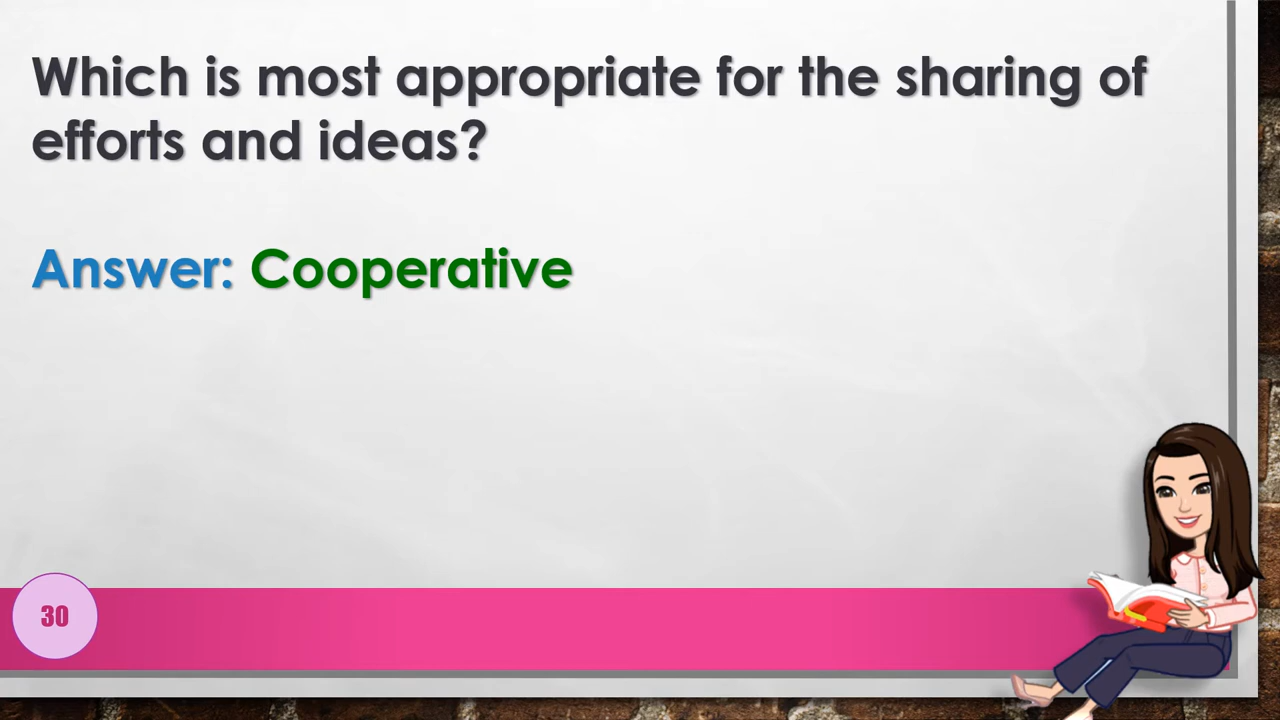 Which is most appropriate for the sharing of
efforts and ideas?
Answer: Cooperative
30